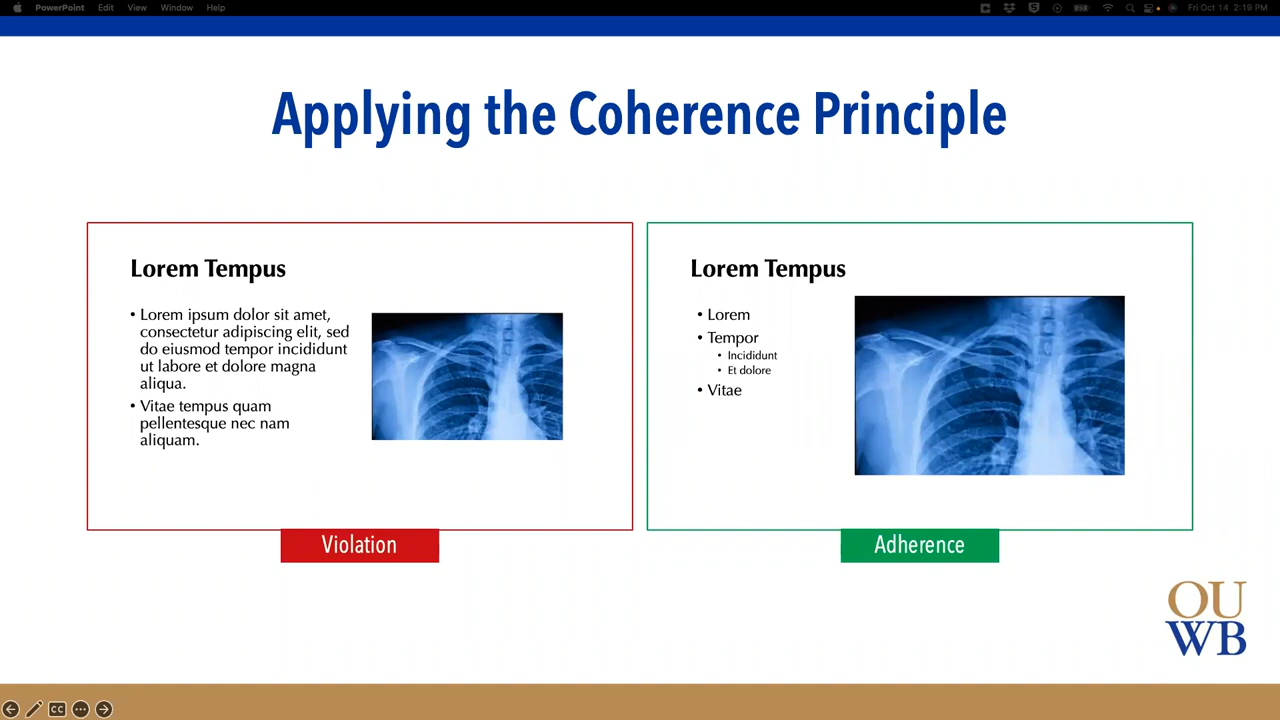 PowerPoint Edit View Window Help
Fri Oct 14 2:19 PM
Applying the Coherence Principle
Lorem Tempus
• Lorem ipsum dolor sit amet,
consectetur adipiscing elit, sed
do eiusmod tempor incididunt
ut labore et dolore magna
aliqua.
• Vitae tempus quam
pellentesque nec nam
aliquam.
Violation
Lorem Tempus
• Lorem
• Tempor
• Incididunt
• Et dolore
• Vitae
Adherence
OU
WB
CC